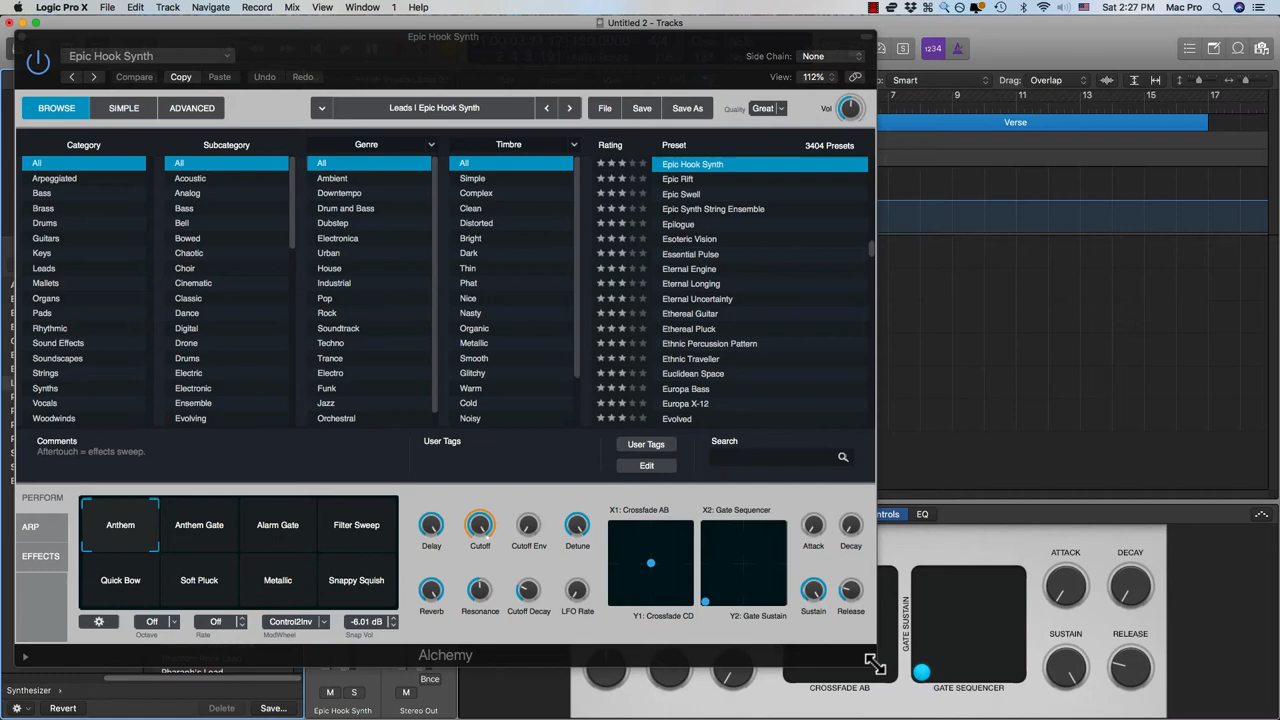 Logic Pro X File Edit Track Navigate Record Mix View Window 1 Help Sat 2:27 PM Mac Pro
Untitled 2 - Tracks
Epic Hook Synth
Epic Hook Synth Side Chain: None
Compare Copy Paste Undo Redo View: 112%
1234
Smart Drag: Overlap
7 9 11 13 15 17
Verse
BROWSE SIMPLE ADVANCED Leads | Epic Hook Synth File Save Save As Quality Great Vol
Category Subcategory Genre Timbre Rating Preset 3404 Presets
All All All All Epic Hook Synth
Arpeggiated Acoustic Ambient Simple Epic Rift
Bass Analog Downtempo Complex Epic Swell
Brass Bass Drum and Bass Clean Epic Synth String Ensemble
Drums Bell Dubstep Distorted Epilogue
Guitars Bowed Electronica Bright Esoteric Vision
Keys Chaotic Urban Dark Essential Pulse
Leads Choir House Thin Eternal Engine
Mallets Cinematic Industrial Phat Eternal Longing
Organs Classic Pop Nice Eternal Uncertainty
Pads Dance Rock Nasty Ethereal Guitar
Rhythmic Digital Soundtrack Organic Ethereal Pluck
Sound Effects Drone Techno Metallic Ethnic Percussion Pattern
Soundscapes Drums Trance Smooth Ethnic Traveller
Strings Electric Electro Glitchy Euclidean Space
Synths Electronic Funk Warm Europa Bass
Vocals Ensemble Jazz Cold Europa X-12
Woodwinds Evolving Orchestral Noisy Evolved
Comments User Tags User Tags Search
Aftertouch = effects sweep.
Edit
PERFORM
ARP
EFFECTS
Anthem Anthem Gate Alarm Gate Filter Sweep
Quick Bow Soft Pluck Metallic Snappy Squish
Off Off Control2Inv -6.01 dB
Octave Rate ModWheel Snap Vol
Delay Cutoff Cutoff Env Detune
Reverb Resonance Cutoff Decay LFO Rate
X1: Crossfade AB X2: Gate Sequencer
Y1: Crossfade CD Y2: Gate Sustain
Attack Decay
Sustain Release
Alchemy
ntrols EQ
ATTACK DECAY
GATE SUSTAIN
SUSTAIN RELEASE
CROSSFADE AB GATE SEQUENCER
Pharaoh's Lead
Synthesizer
Revert Delete Save...
Bnce
M S M
Epic Hook Synth Stereo Out